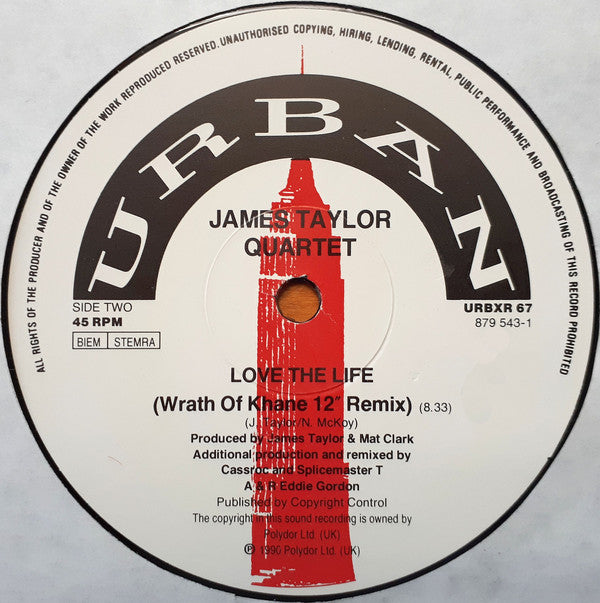 ALL RIGHTS OF THE PRODUCER AND OF THE OWNER OF THE WORK REPRODUCED RESERVED. UNAUTHORISED COPYING, HIRING, LENDING, RENTAL, PUBLIC PERFORMANCE AND BROADCASTING OF THIS RECORD PROHIBITED
URBAN
JAMES TAYLOR
QUARTET
SIDE TWO
45 RPM
BIEM STEMRA
URBXR 67
879 543-1
LOVE THE LIFE
(Wrath Of Khane 12" Remix) (8.33)
(J. Taylor/N. McKoy)
Produced by James Taylor & Mat Clark
Additional production and remixed by
Cassroc and Splicemaster T
A & R Eddie Gordon
Published by Copyright Control
The copyright in this sound recording is owned by
Polydor Ltd. (UK)
℗ 1990 Polydor Ltd. (UK)